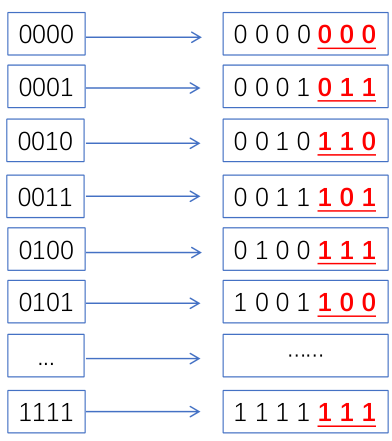 0000 0 0 0 0 0 0 0
0001 0 0 0 1 0 1 1
0010 0 0 1 0 1 1 0
0011 0 0 1 1 1 0 1
0100 0 1 0 0 1 1 1
0101 1 0 0 1 1 0 0
... ......
1111 1 1 1 1 1 1 1